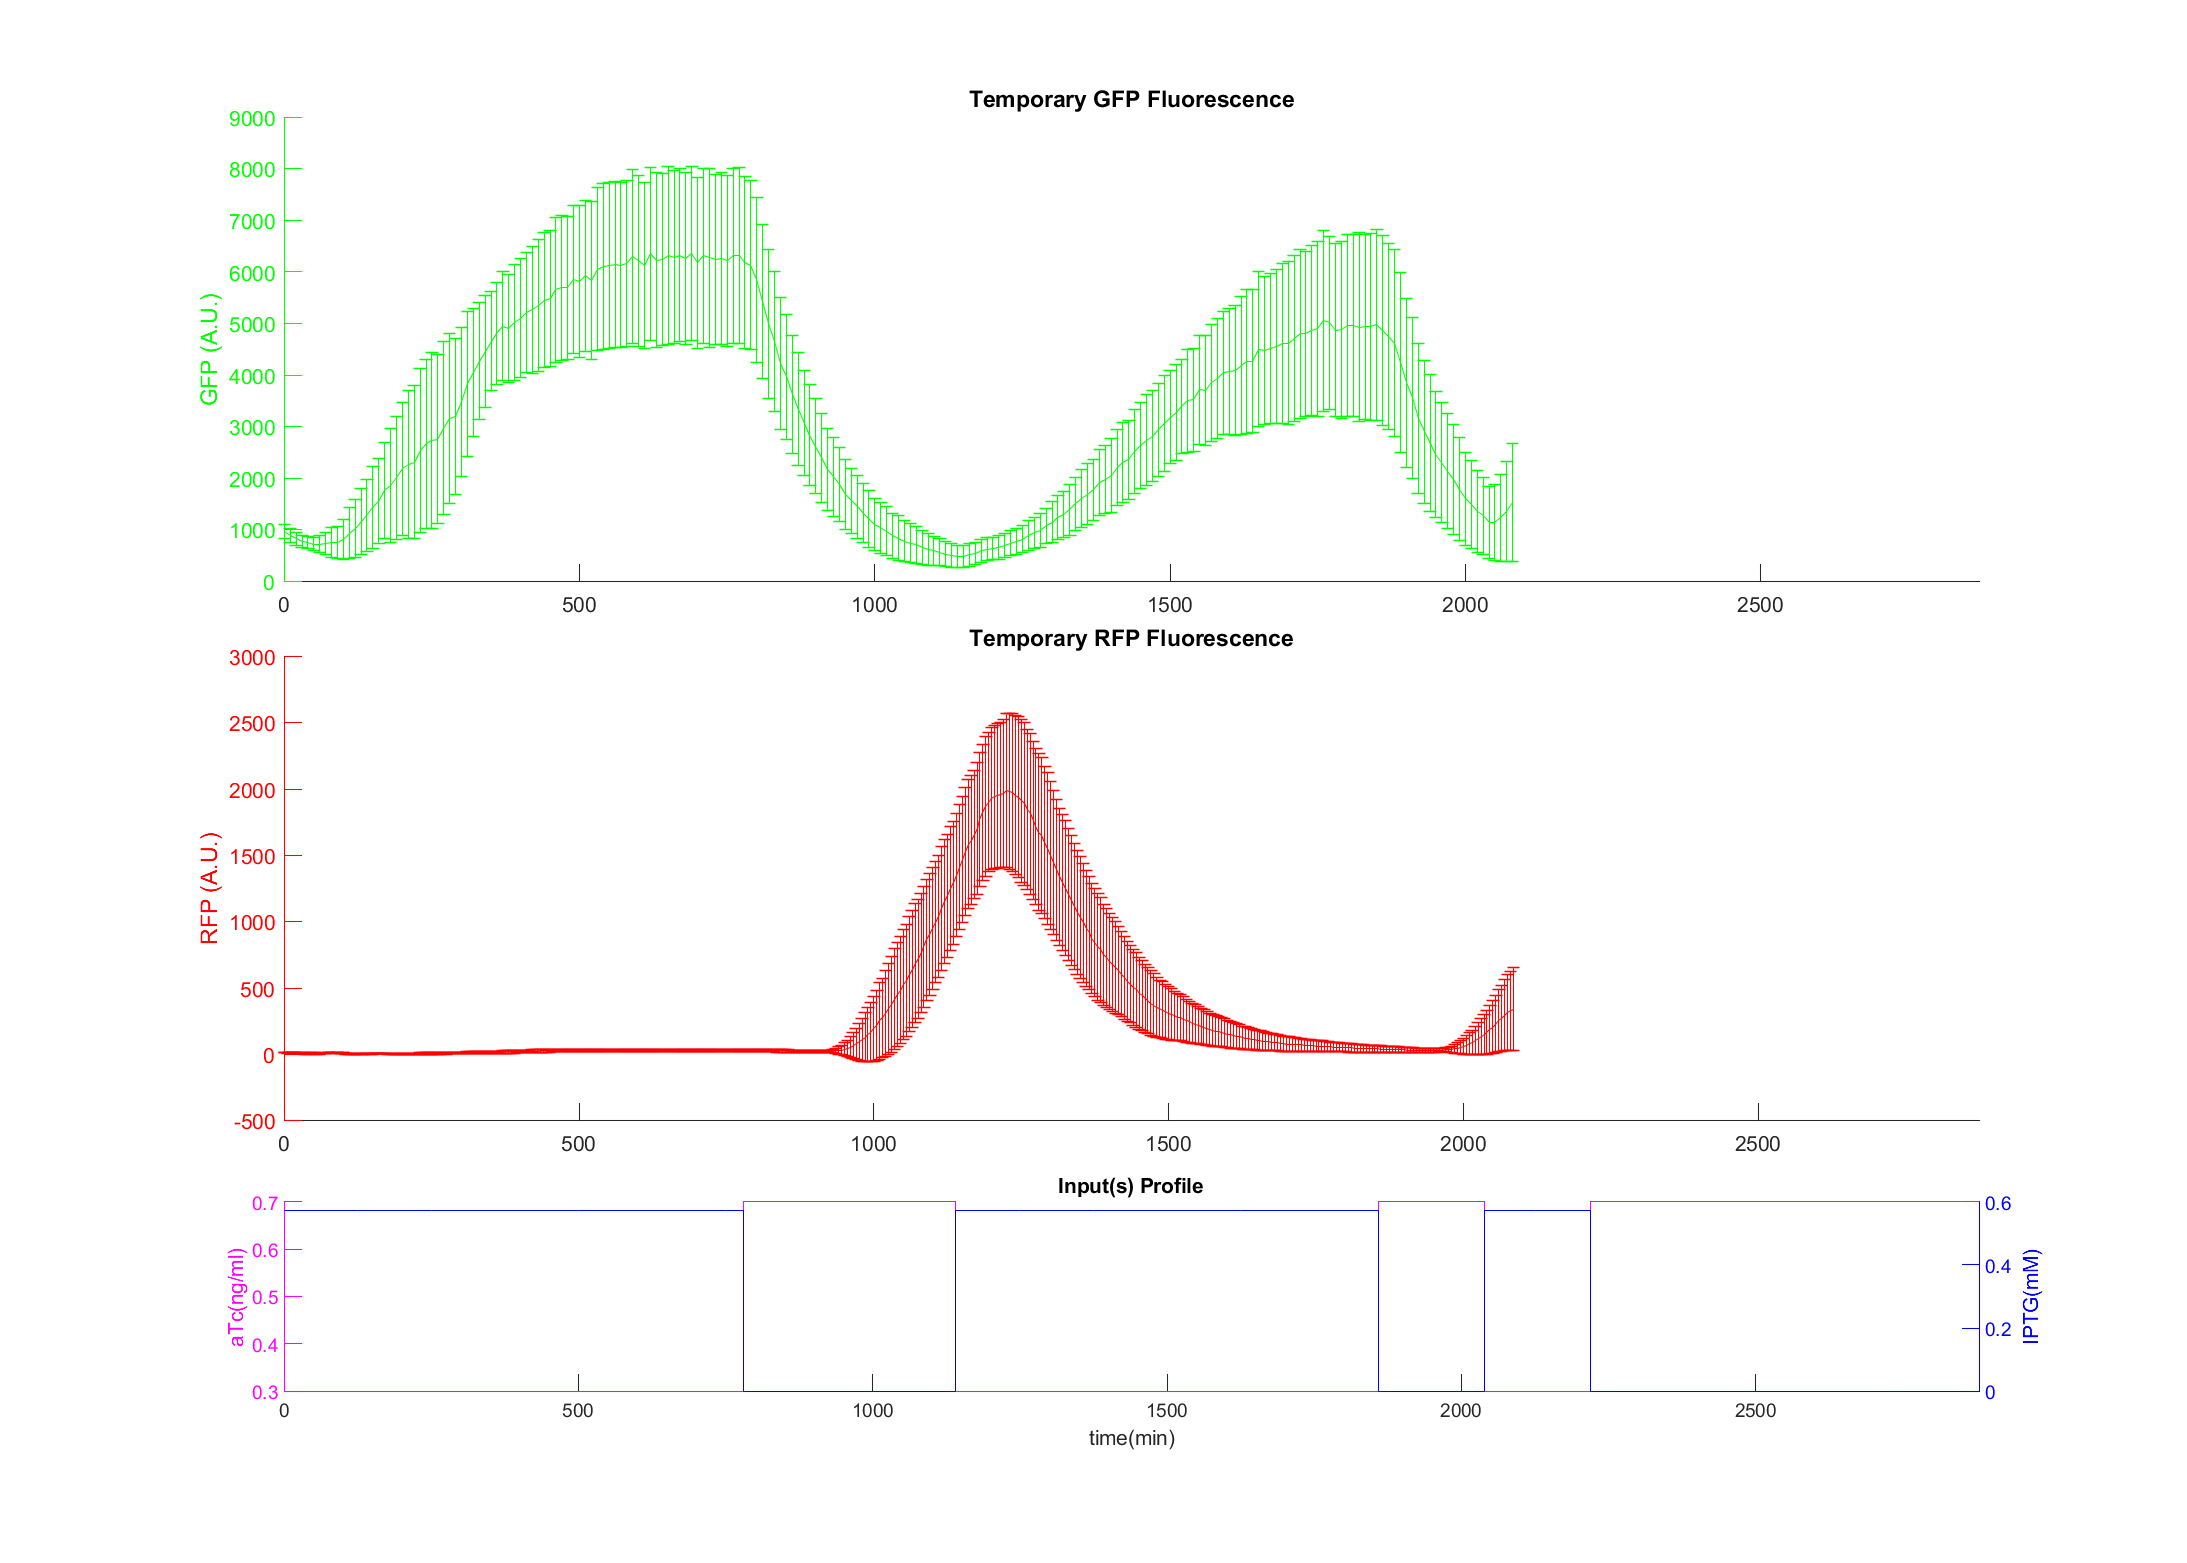 Temporary GFP Fluorescence
9000
8000
7000
6000
5000
4000
3000
2000
1000
0
GFP (A.U.)
0 500 1000 1500 2000 2500
Temporary RFP Fluorescence
3000
2500
2000
1500
1000
500
0
-500
RFP (A.U.)
0 500 1000 1500 2000 2500
Input(s) Profile
0.7
0.6
0.5
0.4
0.3
aTc(ng/ml)
0.6
0.4
0.2
0
IPTG(mM)
0 500 1000 1500 2000 2500
time(min)